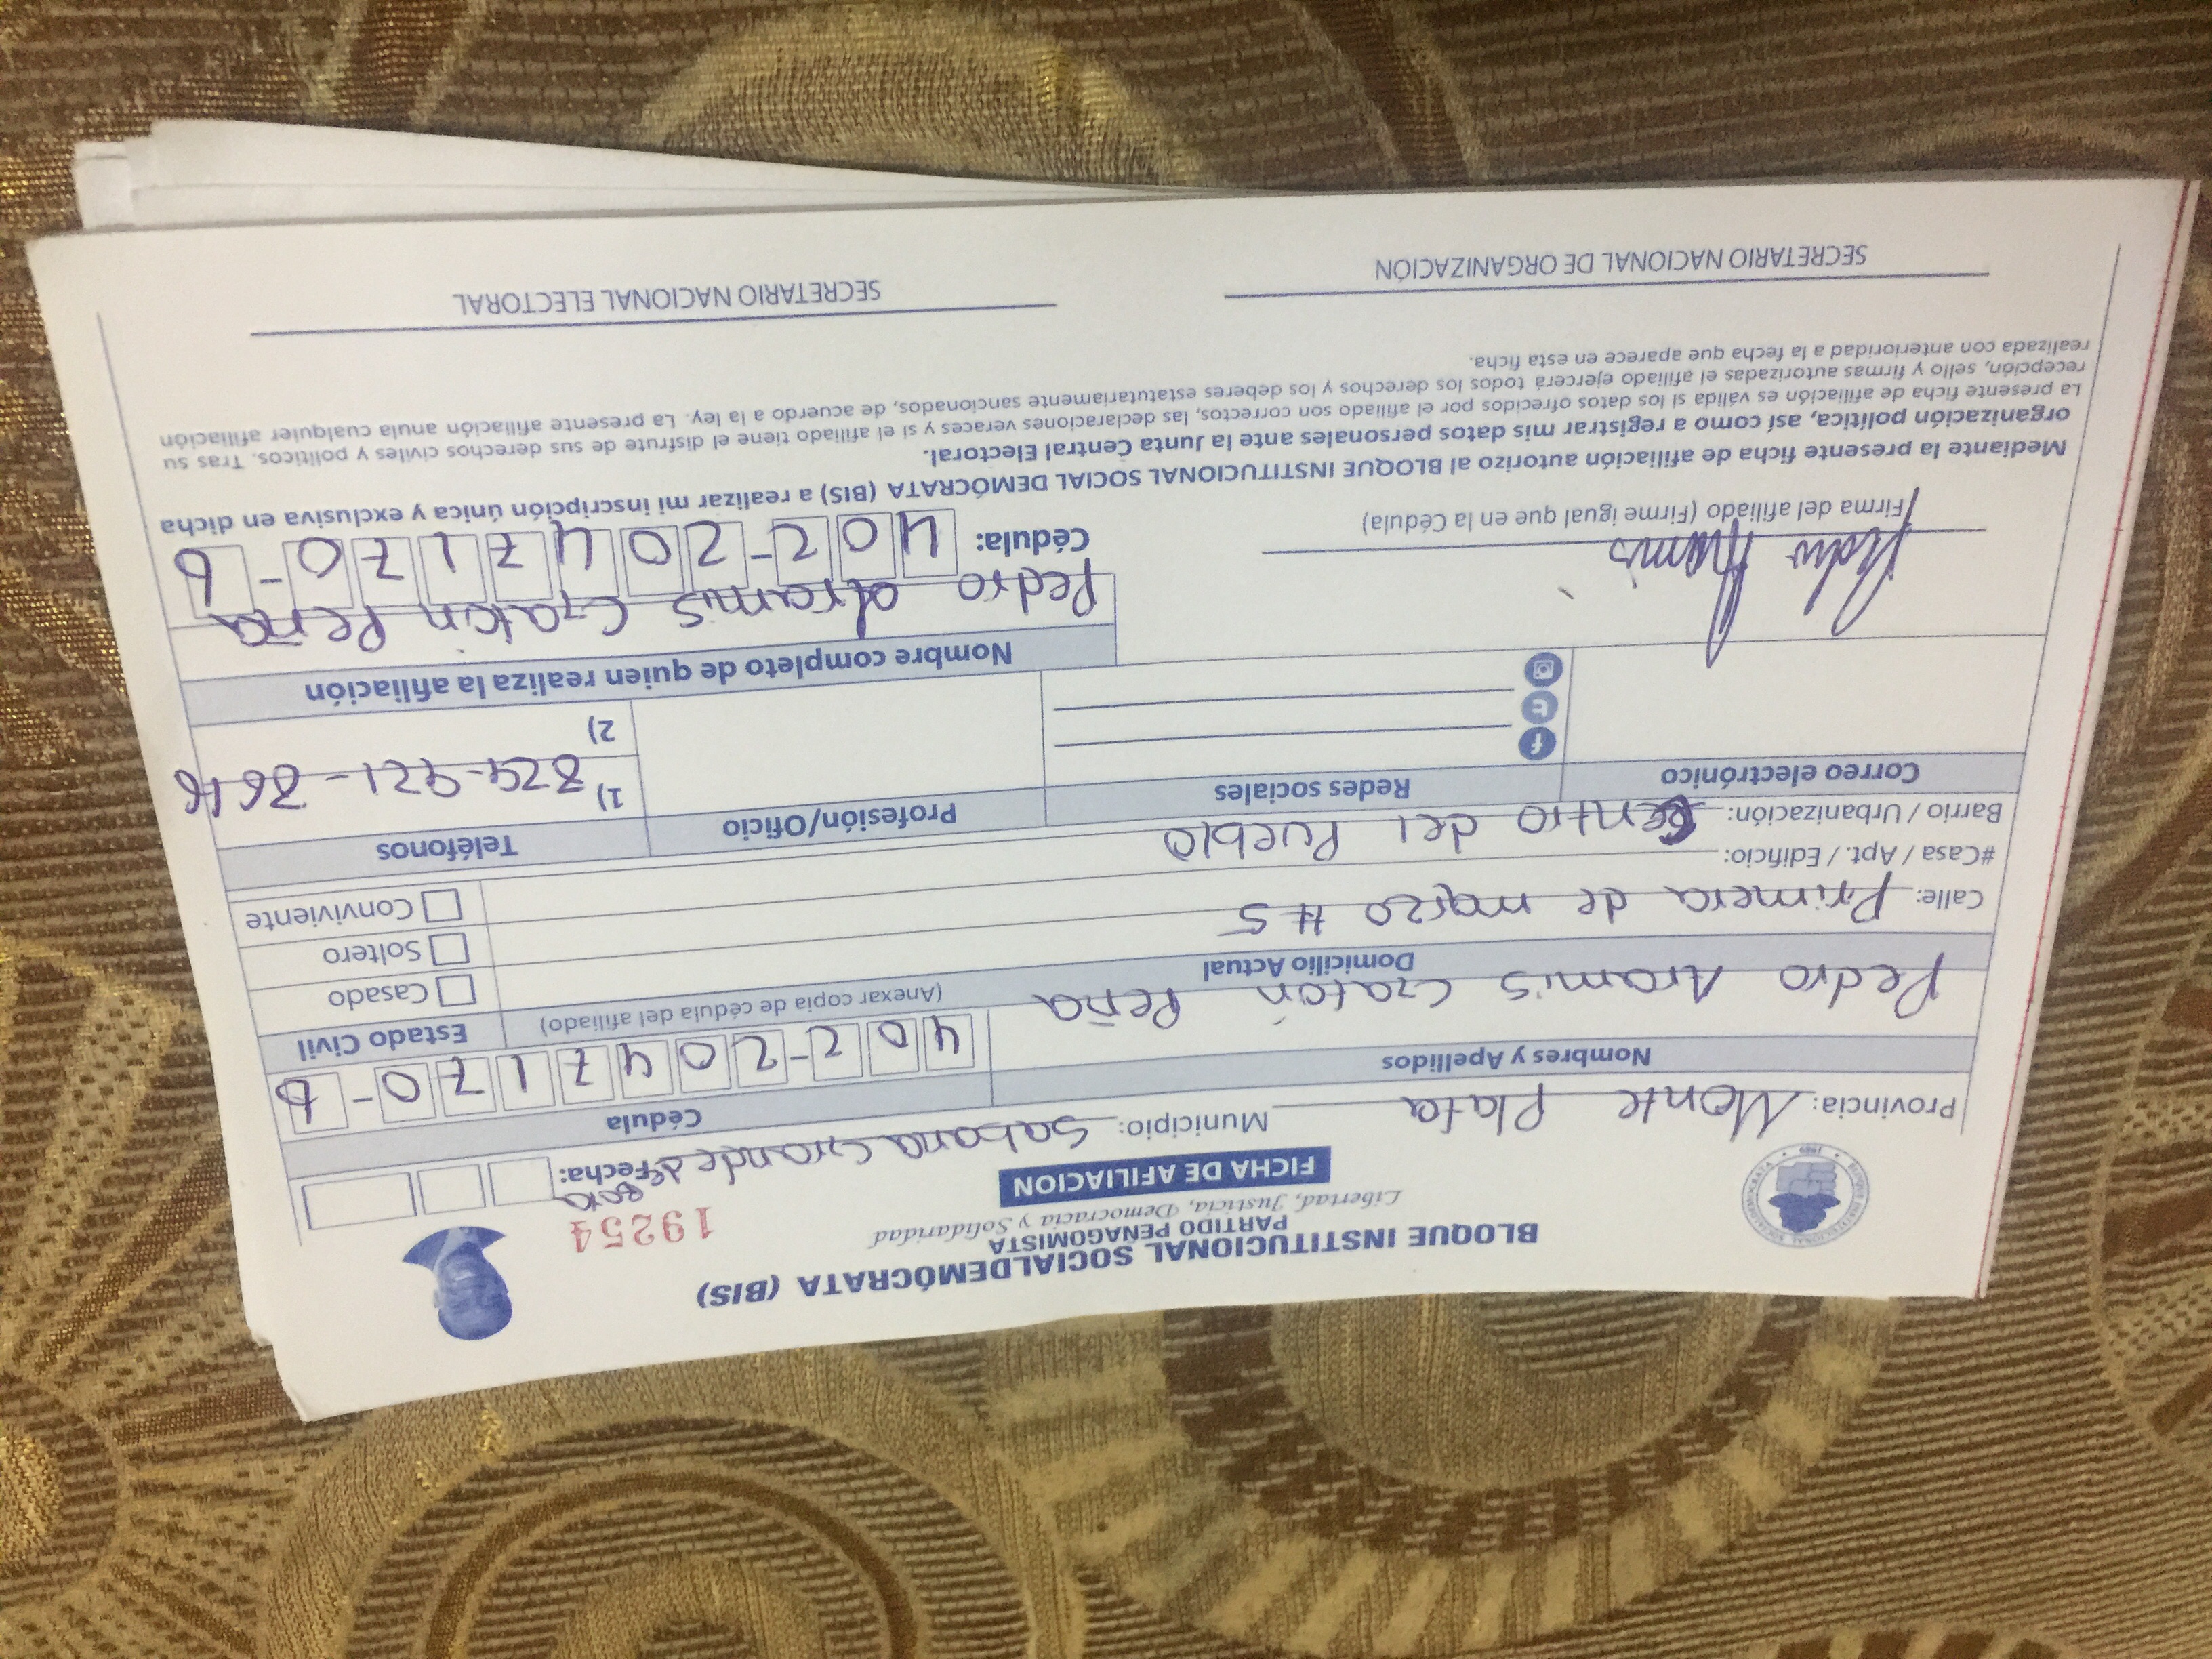 BLOQUE INSTITUCIONAL SOCIALDEMÓCRATA (BIS)
PARTIDO PEÑAGOMISTA
Libertad, Justicia, Democracia y Solidaridad
19254
FICHA DE AFILIACION
Fecha:
Provincia: Monte Plata Municipio: Sabana Grande de Boya
Nombres y Apellidos Cédula
Pedro Aramis Gratón Peña 402-2047170-6
(Anexar copia de cédula del afiliado) Estado Civil
Domicilio Actual Casado
Calle: Primera de marzo #5 Soltero
#Casa / Apt. / Edificio: Conviviente
Barrio / Urbanización: Centro del Pueblo
Correo electrónico Redes sociales Profesión/Oficio Teléfonos
1) 829-921-8616
2)
Nombre completo de quien realiza la afiliación
Pedro Aramis Gratón Peña
Pedro Aramis
Firma del afiliado (Firme igual que en la Cédula) Cédula: 402-2047170-6
Mediante la presente ficha de afiliación autorizo al BLOQUE INSTITUCIONAL SOCIAL DEMÓCRATA (BIS) a realizar mi inscripción única y exclusiva en dicha
organización política, así como a registrar mis datos personales ante la Junta Central Electoral.
La presente ficha de afiliación es válida si los datos ofrecidos por el afiliado son correctos, las declaraciones veraces y si el afiliado tiene el disfrute de sus derechos civiles y políticos. Tras su
recepción, sello y firmas autorizadas el afiliado ejercerá todos los derechos y los deberes estatutariamente sancionados, de acuerdo a la ley. La presente afiliación anula cualquier afiliación
realizada con anterioridad a la fecha que aparece en esta ficha.
SECRETARIO NACIONAL DE ORGANIZACIÓN SECRETARIO NACIONAL ELECTORAL